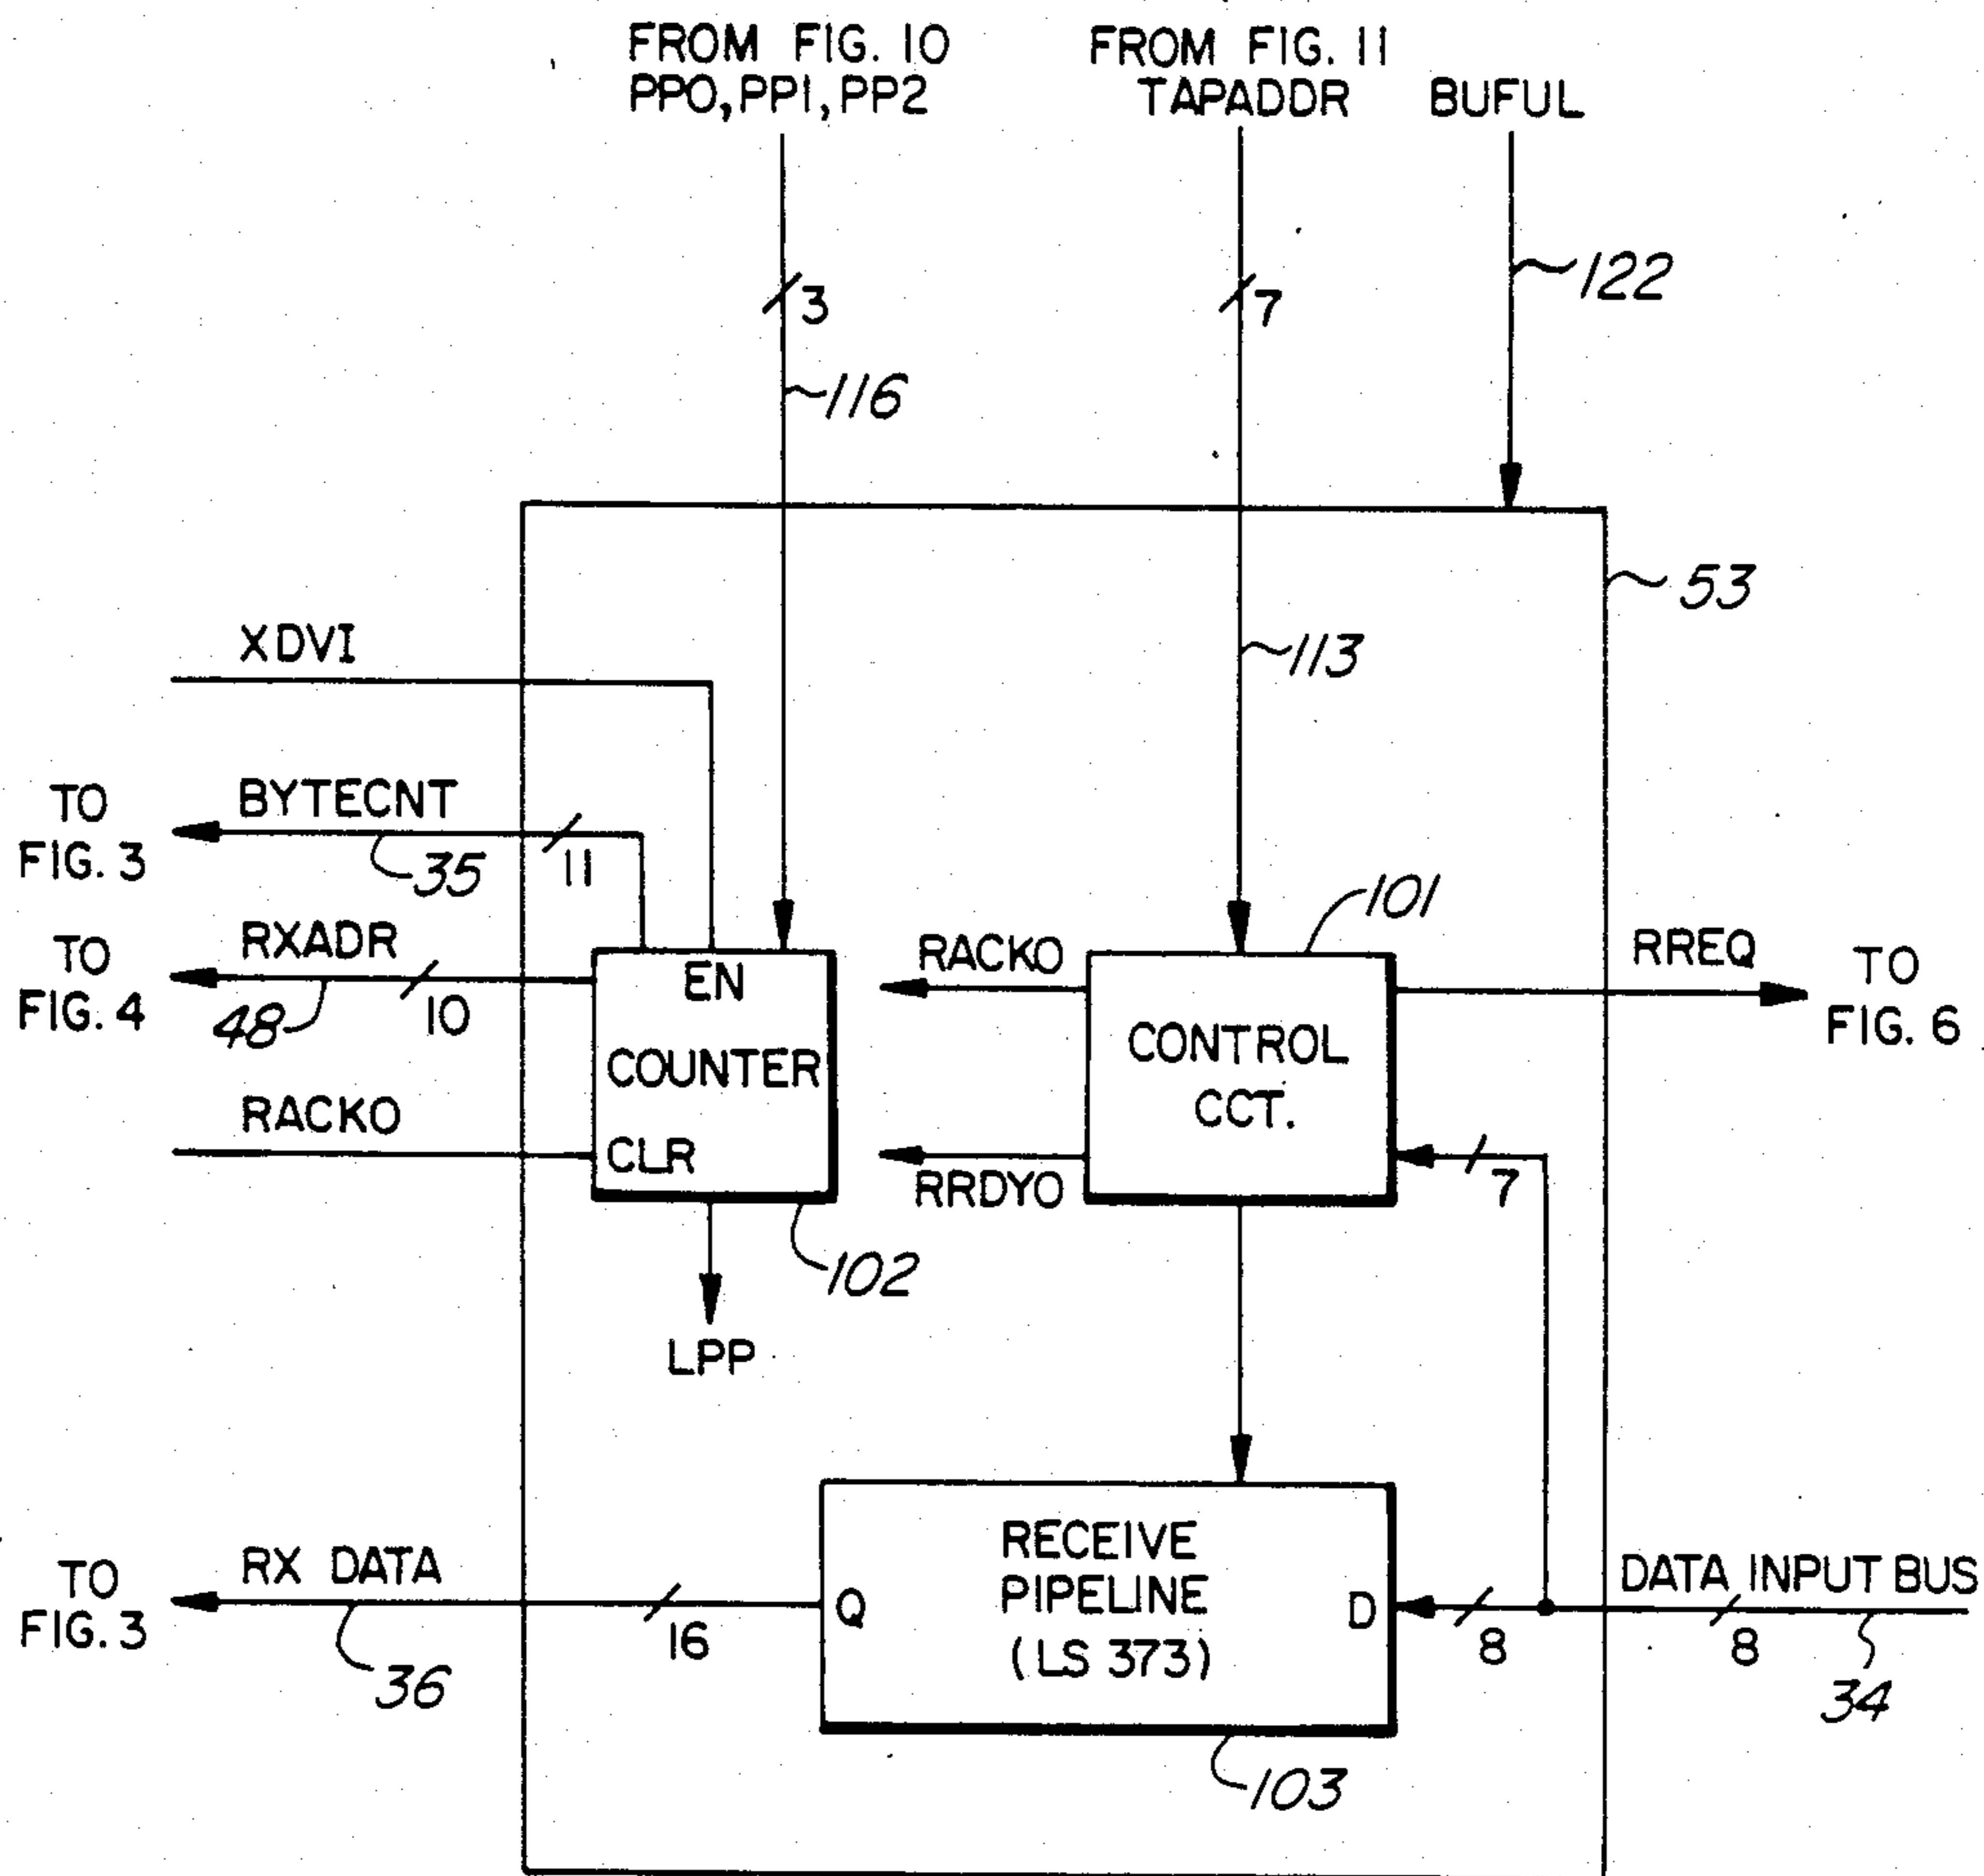 FROM FIG. 10
PP0, PP1, PP2
FROM FIG. 11
TAPADDR
BUFUL
3
7
122
116
53
XDVI
113
TO
FIG. 3
BYTECNT
11
35
101
TO
FIG. 4
RXADR
10
48
EN
COUNTER
CLR
RACKO
RACKO
RRDYO
CONTROL
CCT.
RREQ
TO
FIG. 6
7
102
LPP
TO
FIG. 3
RX DATA
16
36
Q
RECEIVE
PIPELINE
(LS 373)
D
8
DATA INPUT BUS
8
34
103